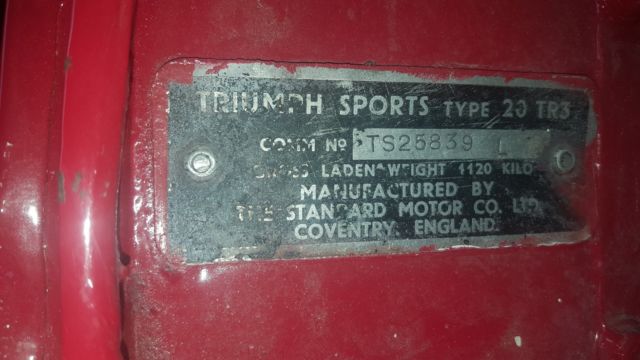 TRIUMPH SPORTS TYPE 20 TR3
COMM No TS25839 L
GROSS LADEN WEIGHT 1120 KILO
MANUFACTURED BY
THE STANDARD MOTOR CO. LTD.
COVENTRY ENGLAND